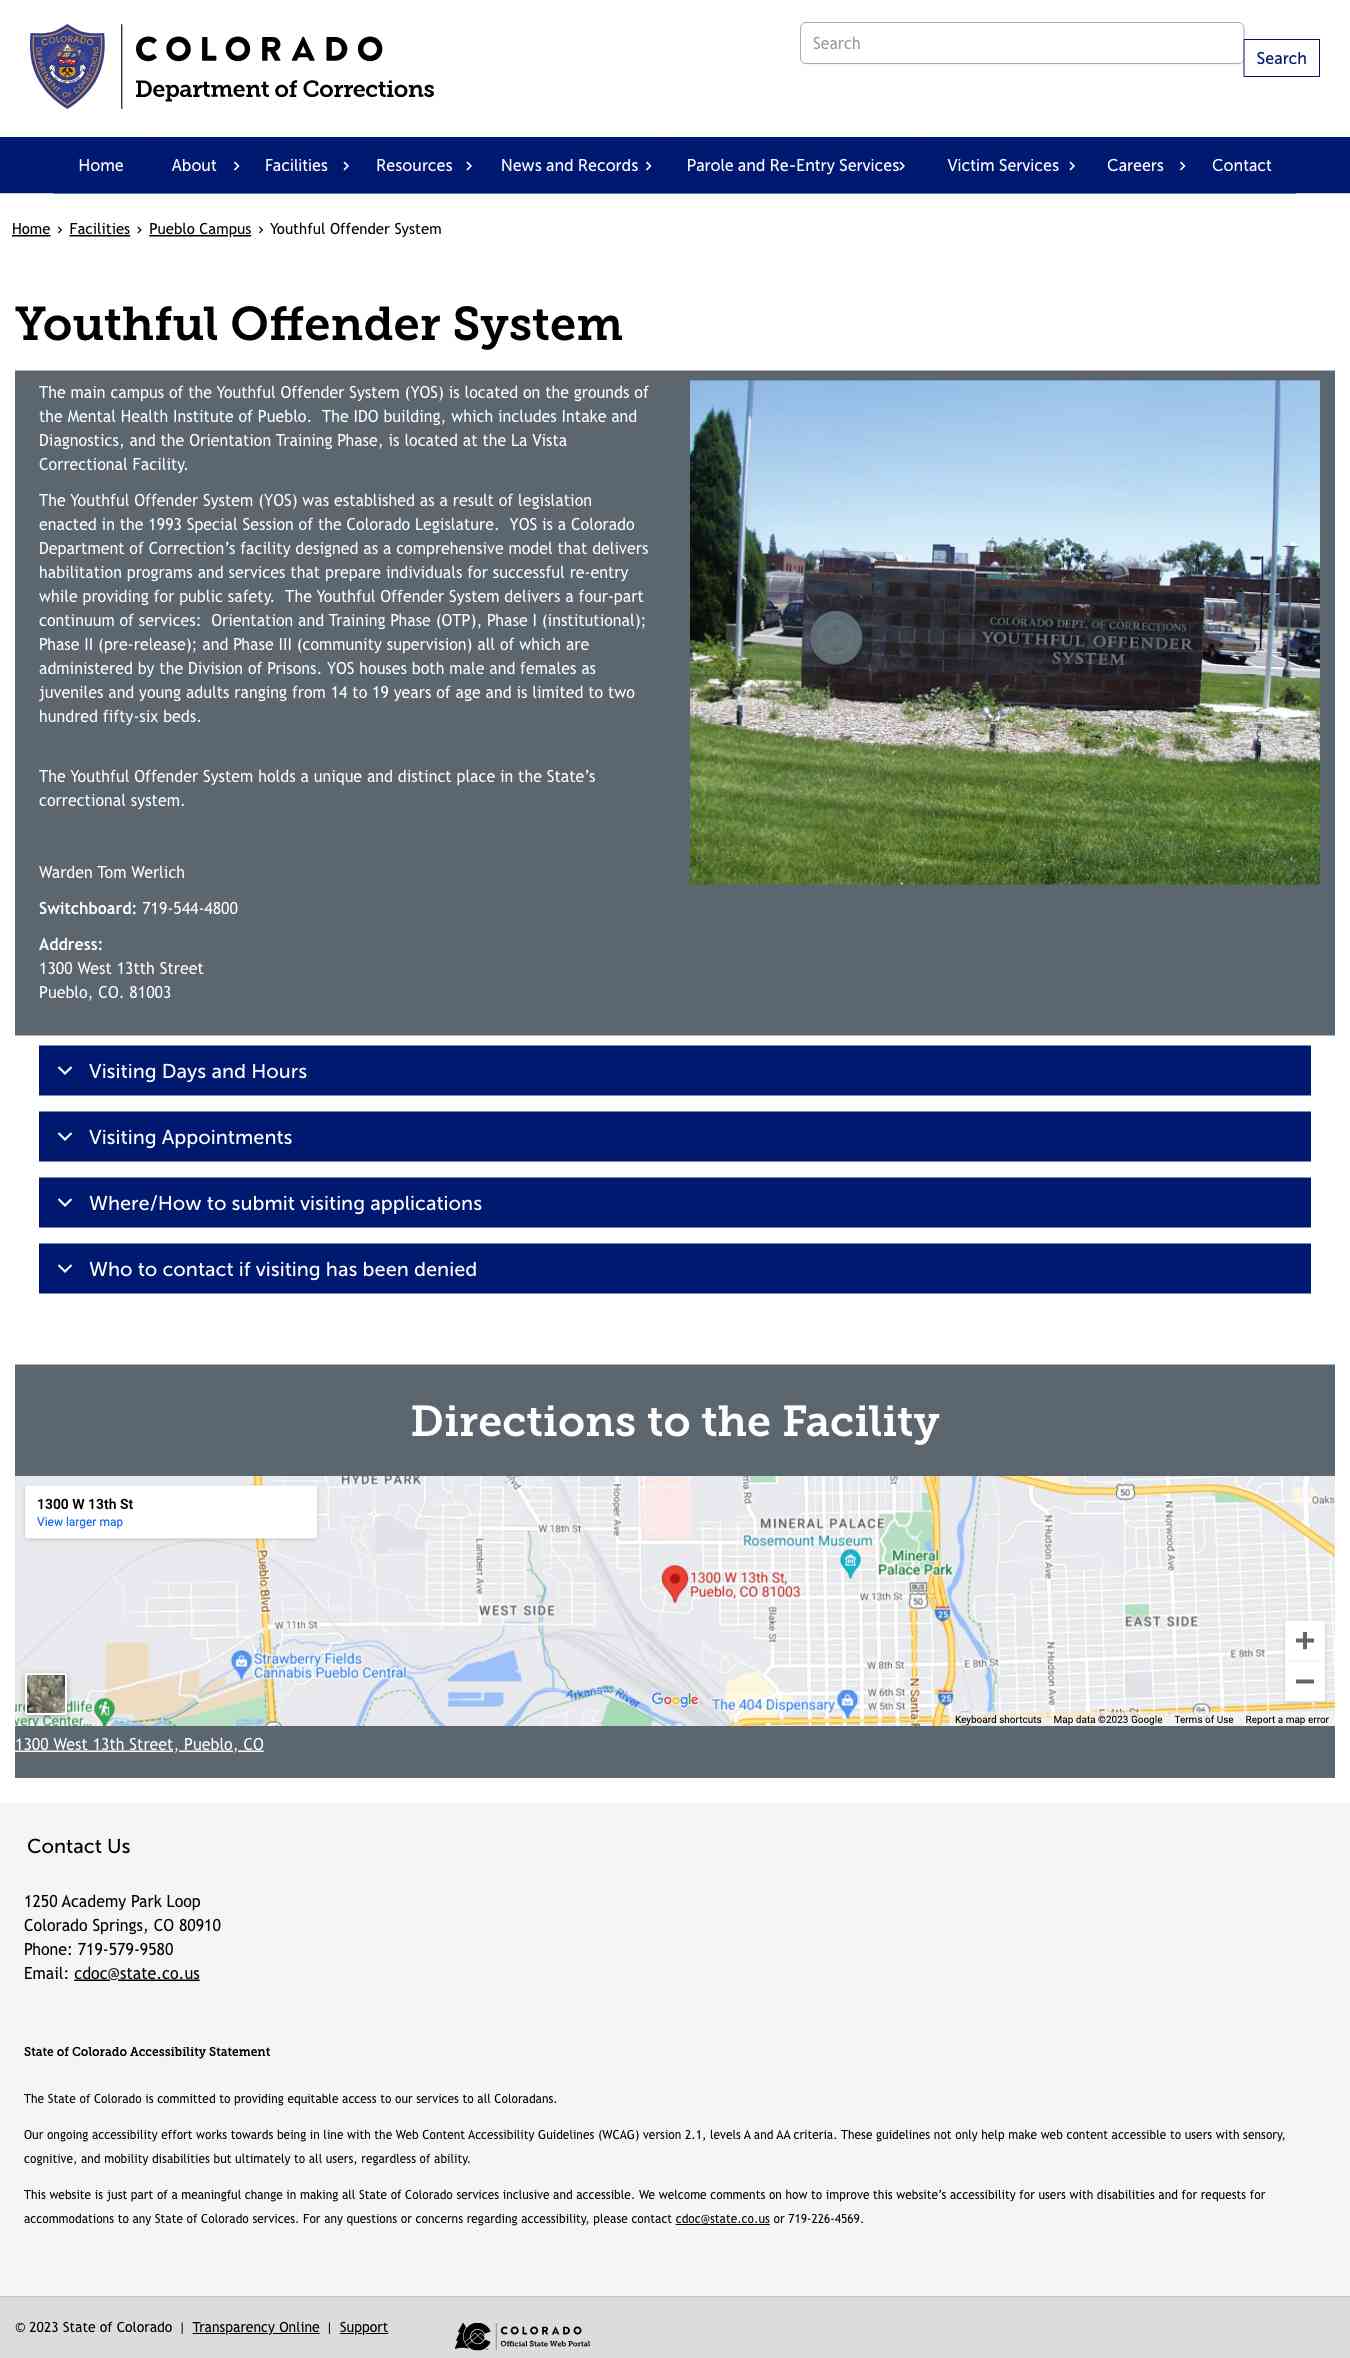 COLORADO
Department of Corrections
Search
Search
Home
About
Facilities
Resources
News and Records
Parole and Re-Entry Services
Victim Services
Careers
Contact
Home › Facilities › Pueblo Campus › Youthful Offender System
Youthful Offender System
The main campus of the Youthful Offender System (YOS) is located on the grounds of
the Mental Health Institute of Pueblo.  The IDO building, which includes Intake and
Diagnostics, and the Orientation Training Phase, is located at the La Vista
Correctional Facility.
The Youthful Offender System (YOS) was established as a result of legislation
enacted in the 1993 Special Session of the Colorado Legislature.  YOS is a Colorado
Department of Correction's facility designed as a comprehensive model that delivers
habilitation programs and services that prepare individuals for successful re-entry
while providing for public safety.  The Youthful Offender System delivers a four-part
continuum of services:  Orientation and Training Phase (OTP), Phase I (institutional);
Phase II (pre-release); and Phase III (community supervision) all of which are
administered by the Division of Prisons. YOS houses both male and females as
juveniles and young adults ranging from 14 to 19 years of age and is limited to two
hundred fifty-six beds.
The Youthful Offender System holds a unique and distinct place in the State's
correctional system.
Warden Tom Werlich
Switchboard: 719-544-4800
Address:
1300 West 13tth Street
Pueblo, CO. 81003
COLORADO DEPT. OF CORRECTIONS
YOUTHFUL OFFENDER
SYSTEM
Visiting Days and Hours
Visiting Appointments
Where/How to submit visiting applications
Who to contact if visiting has been denied
Directions to the Facility
1300 W 13th St
View larger map
HYDE PARK
W 18th St
Hooper Ave
Lambert Ave
Pueblo Blvd
WEST SIDE
W 11th St
Strawberry Fields
Cannabis Pueblo Central
1300 W 13th St,
Pueblo, CO 81003
MINERAL PALACE
Rosemount Museum
Mineral
Palace Park
W 13th St
Blake St
BUS
50
25
50
N Hudson Ave
N Norwood Ave
Oaks
EAST SIDE
E 8th St
E 8th St
N Hudson Ave
W 8th St
W 6th St
W 5th St
N Santa F
25
E 4th St
96
Arkansas River
Google
The 404 Dispensary
Keyboard shortcuts
Map data ©2023 Google
Terms of Use
Report a map error
1300 West 13th Street, Pueblo, CO
Contact Us
1250 Academy Park Loop
Colorado Springs, CO 80910
Phone: 719-579-9580
Email: cdoc@state.co.us
State of Colorado Accessibility Statement
The State of Colorado is committed to providing equitable access to our services to all Coloradans.
Our ongoing accessibility effort works towards being in line with the Web Content Accessibility Guidelines (WCAG) version 2.1, levels A and AA criteria. These guidelines not only help make web content accessible to users with sensory,
cognitive, and mobility disabilities but ultimately to all users, regardless of ability.
This website is just part of a meaningful change in making all State of Colorado services inclusive and accessible. We welcome comments on how to improve this website's accessibility for users with disabilities and for requests for
accommodations to any State of Colorado services. For any questions or concerns regarding accessibility, please contact cdoc@state.co.us or 719-226-4569.
© 2023 State of Colorado | Transparency Online | Support
COLORADO
Official State Web Portal